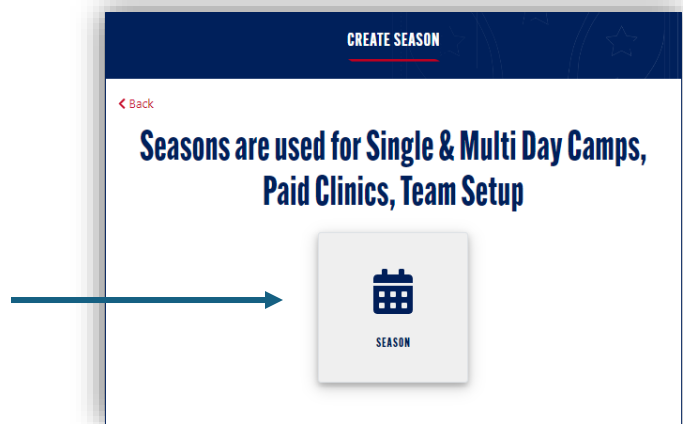 CREATE SEASON
Back
Seasons are used for Single & Multi Day Camps,
Paid Clinics, Team Setup
SEASON